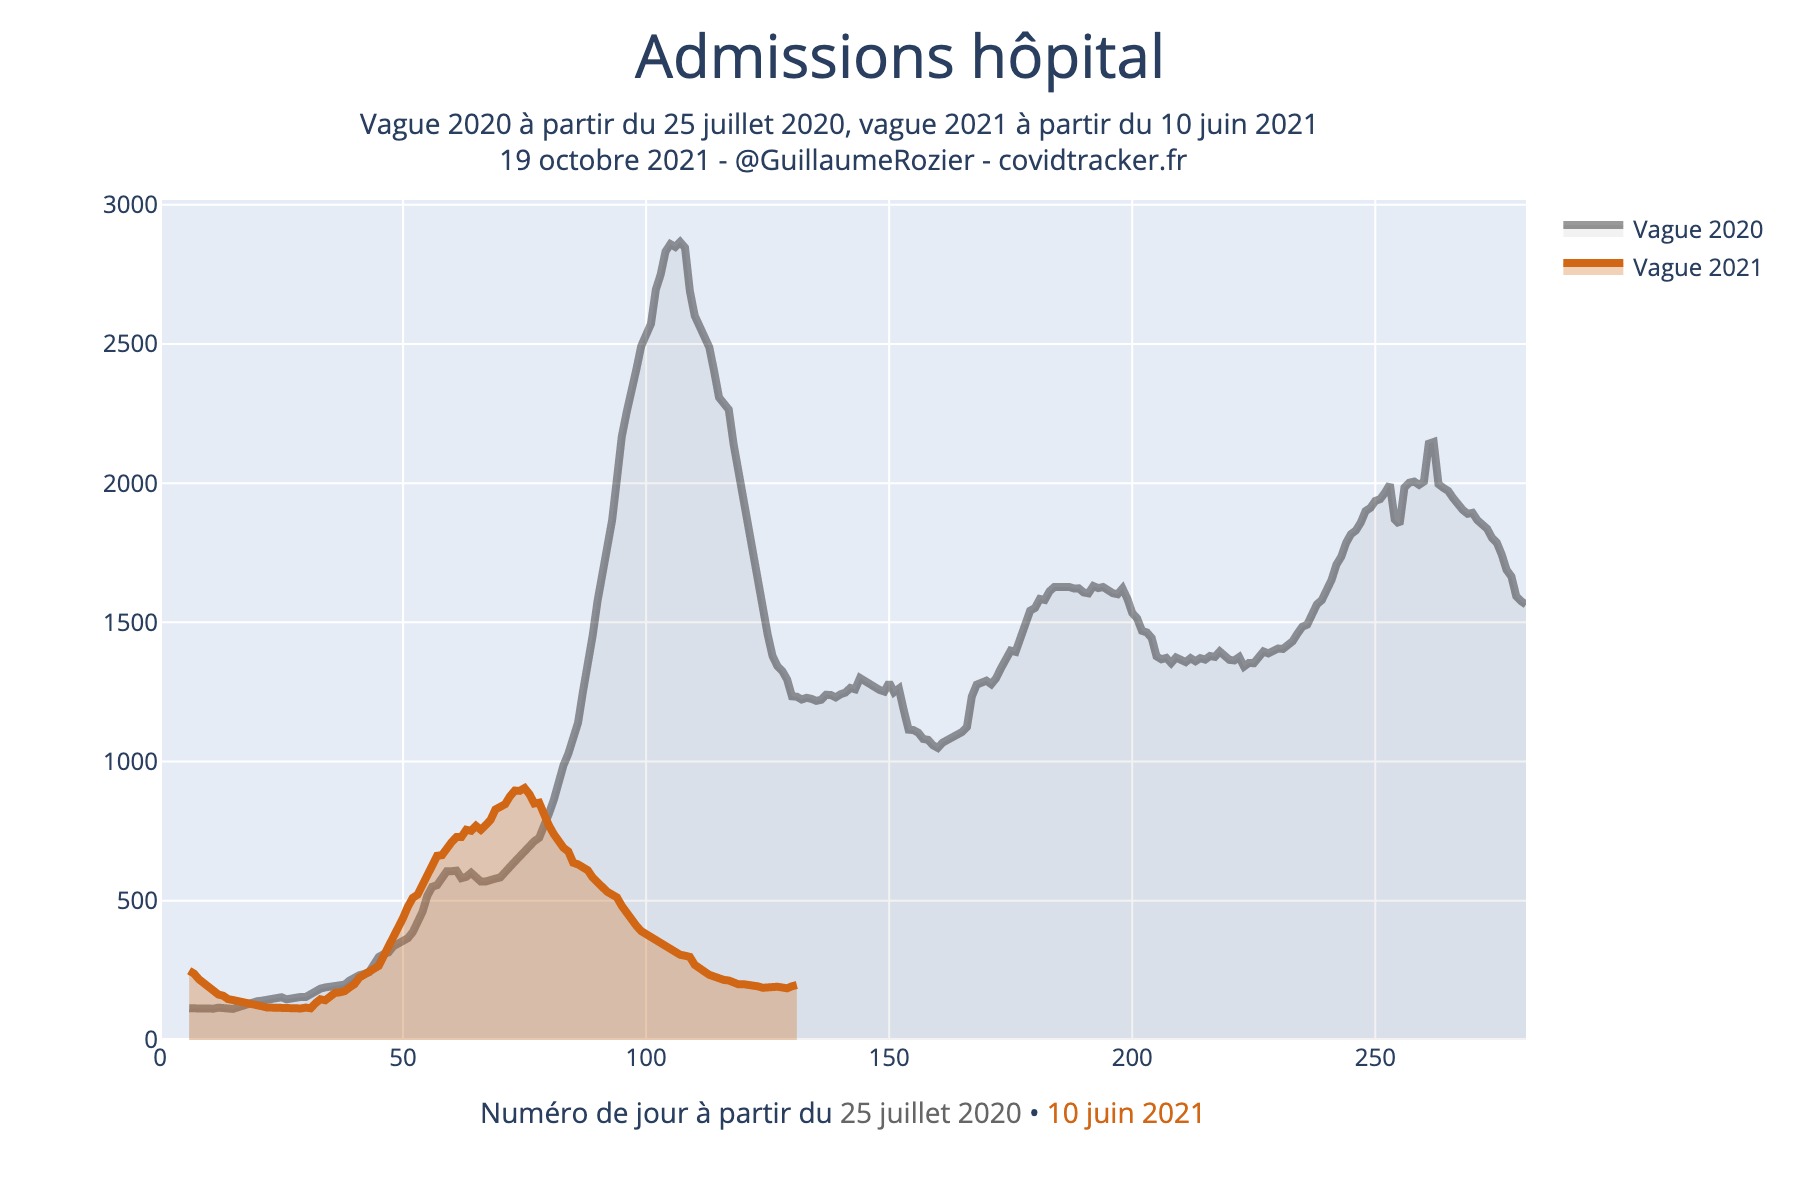 Admissions hôpital
Vague 2020 à partir du 25 juillet 2020, vague 2021 à partir du 10 juin 2021
19 octobre 2021 - @GuillaumeRozier - covidtracker.fr
Vague 2020
Vague 2021
3000
2500
2000
1500
1000
500
0
0 50 100 150 200 250
Numéro de jour à partir du 25 juillet 2020 • 10 juin 2021